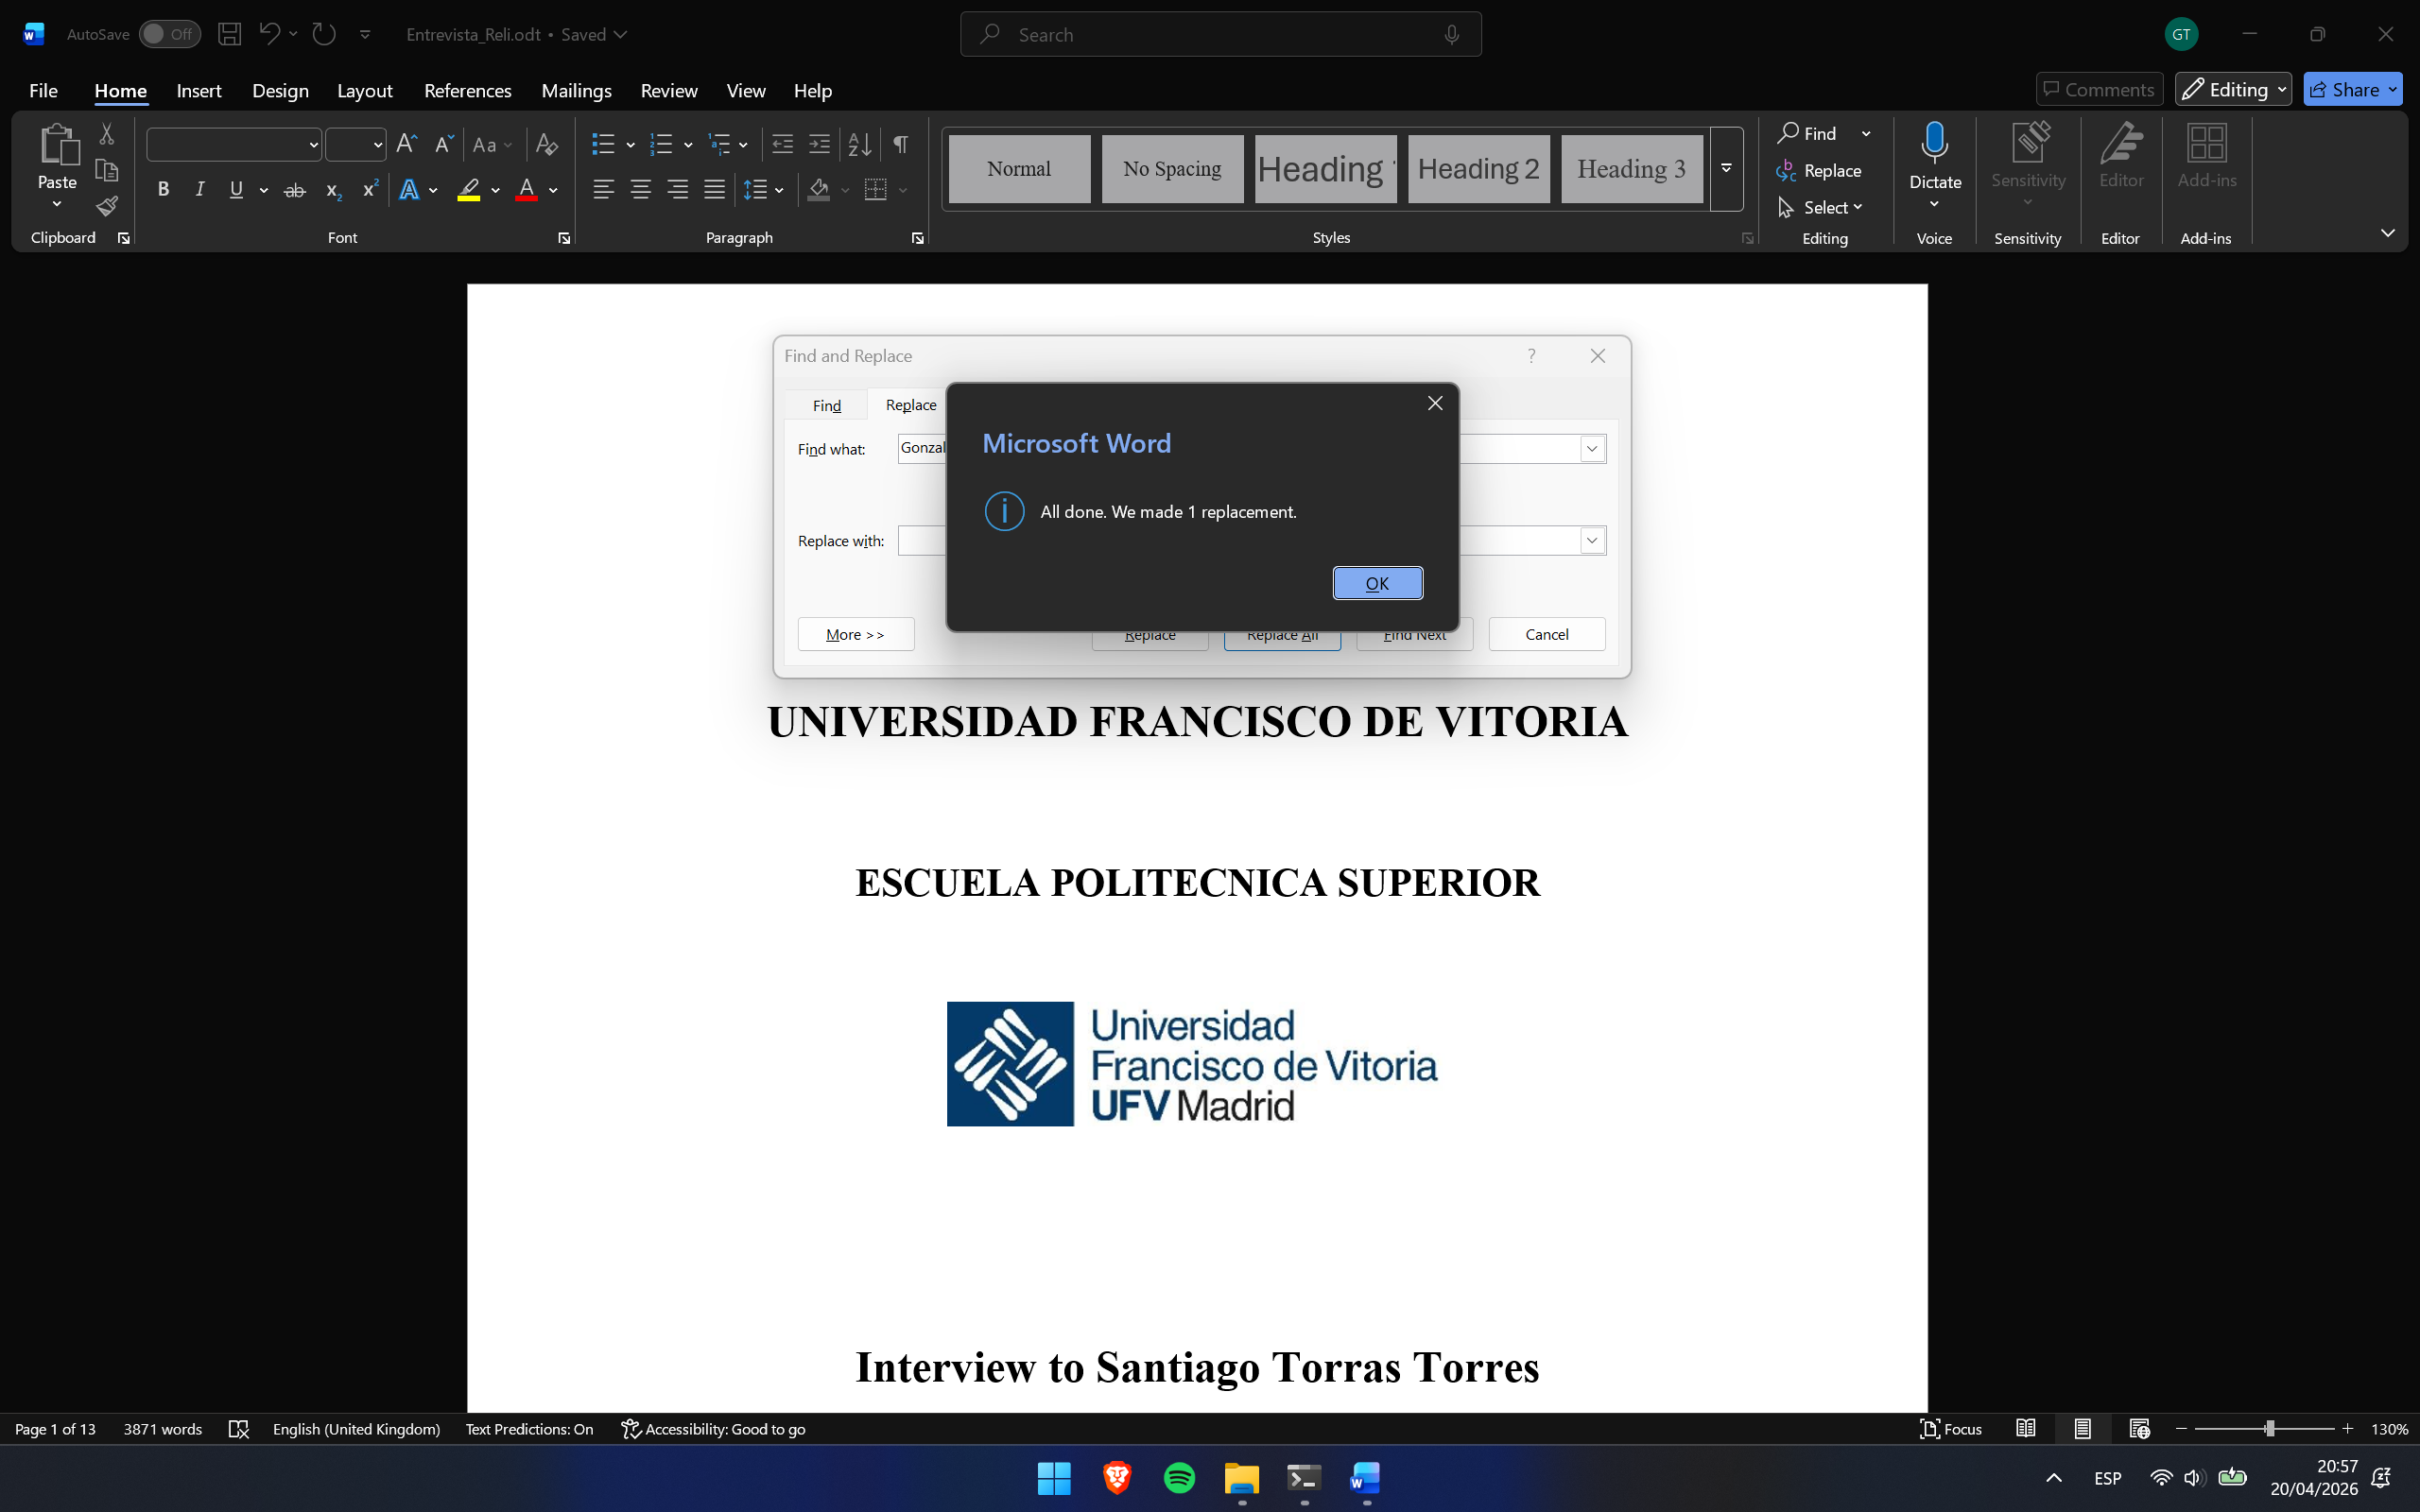 AutoSave Off Entrevista_Reli.odt • Saved Search GT
File Home Insert Design Layout References Mailings Review View Help Comments Editing Share
Paste
Clipboard
Aa
B I U ab x2 x2 A A
Font
Paragraph
Normal No Spacing Heading Heading 2 Heading 3
Styles
Find
Replace
Select
Editing
Dictate
Voice
Sensitivity
Sensitivity
Editor
Editor
Add-ins
Add-ins
Find and Replace ?
Find Replace
Find what: Gonzal
Replace with:
More >> Replace Replace All Find Next Cancel
Microsoft Word
All done. We made 1 replacement.
OK
UNIVERSIDAD FRANCISCO DE VITORIA
ESCUELA POLITECNICA SUPERIOR
Universidad
Francisco de Vitoria
UFV Madrid
Interview to Santiago Torras Torres
Page 1 of 13 3871 words English (United Kingdom) Text Predictions: On Accessibility: Good to go Focus 130%
ESP 20:57
20/04/2026